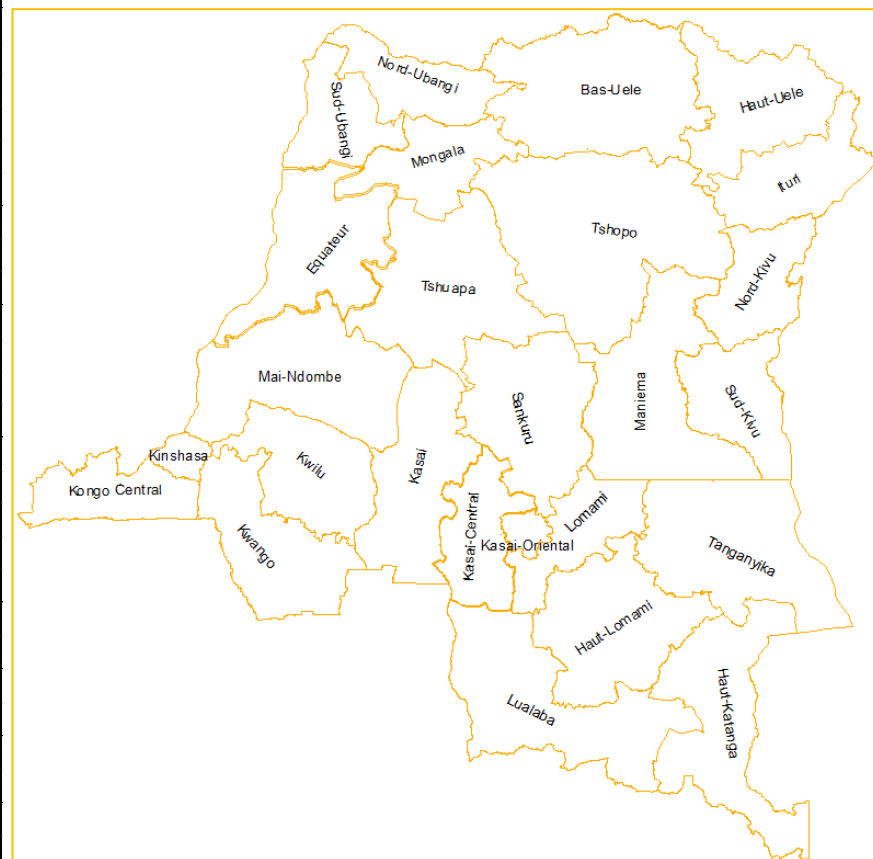 Nord-Ubangi
Bas-Uele
Haut-Uele
Sud-Ubangi
Mongala
Ituri
Equateur
Tshopo
Nord-Kivu
Tshuapa
Mai-Ndombe
Maniema
Sud-Kivu
Sankuru
Kinshasa
Kwilu
Kasai
Kongo Central
Lomami
Kasai-Central
Kasai-Oriental
Kwango
Tanganyika
Haut-Lomami
Lualaba
Haut-Katanga